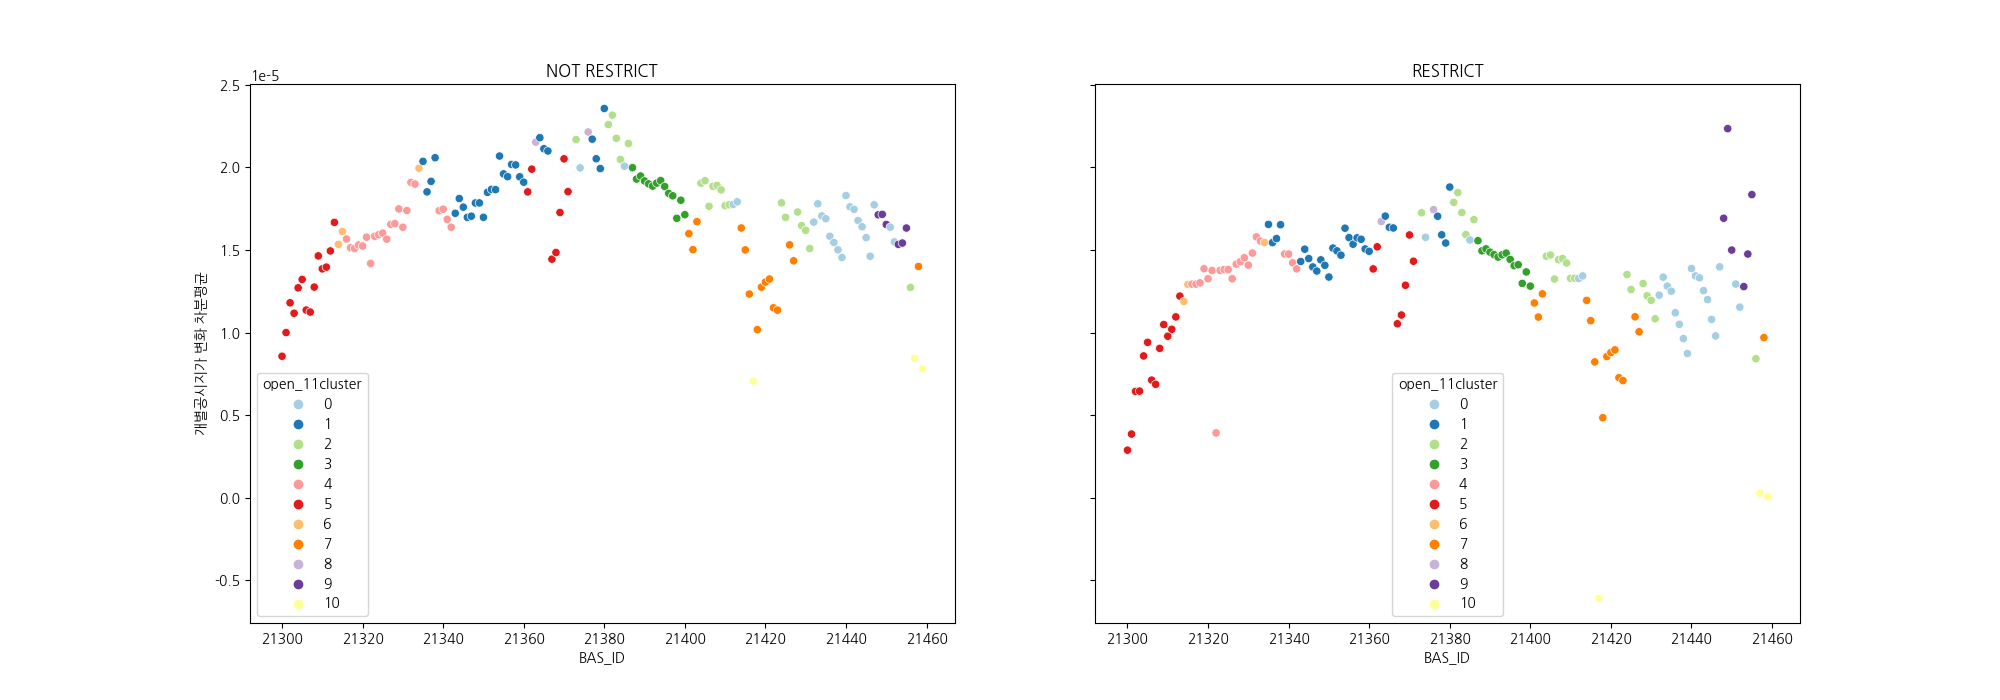 NOT RESTRICT
1e-5
개별공시지가 변화 차분평균
2.5
2.0
1.5
1.0
0.5
0.0
-0.5
open_11cluster
0
1
2
3
4
5
6
7
8
9
10
21300 21320 21340 21360 21380 21400 21420 21440 21460
BAS_ID
RESTRICT
open_11cluster
0
1
2
3
4
5
6
7
8
9
10
21300 21320 21340 21360 21380 21400 21420 21440 21460
BAS_ID